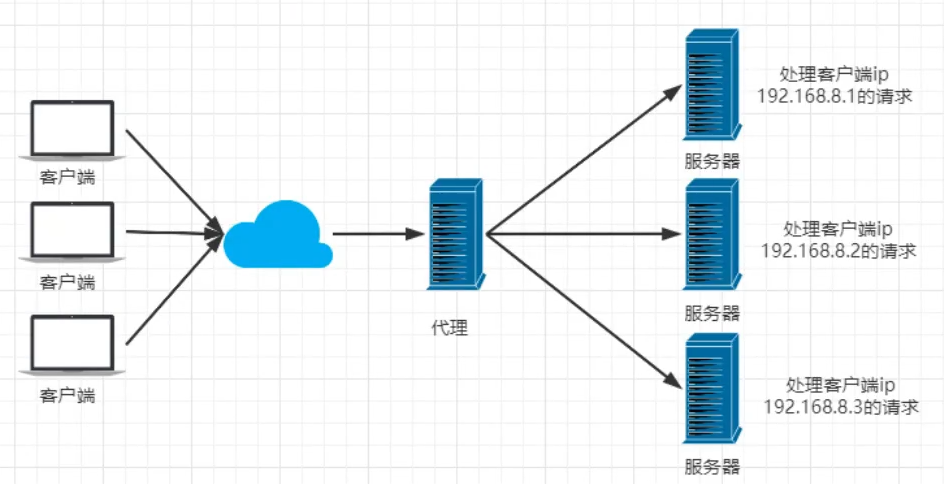 处理客户端ip
192.168.8.1的请求
服务器
客户端
处理客户端ip
192.168.8.2的请求
客户端
代理
服务器
处理客户端ip
192.168.8.3的请求
客户端
服务器